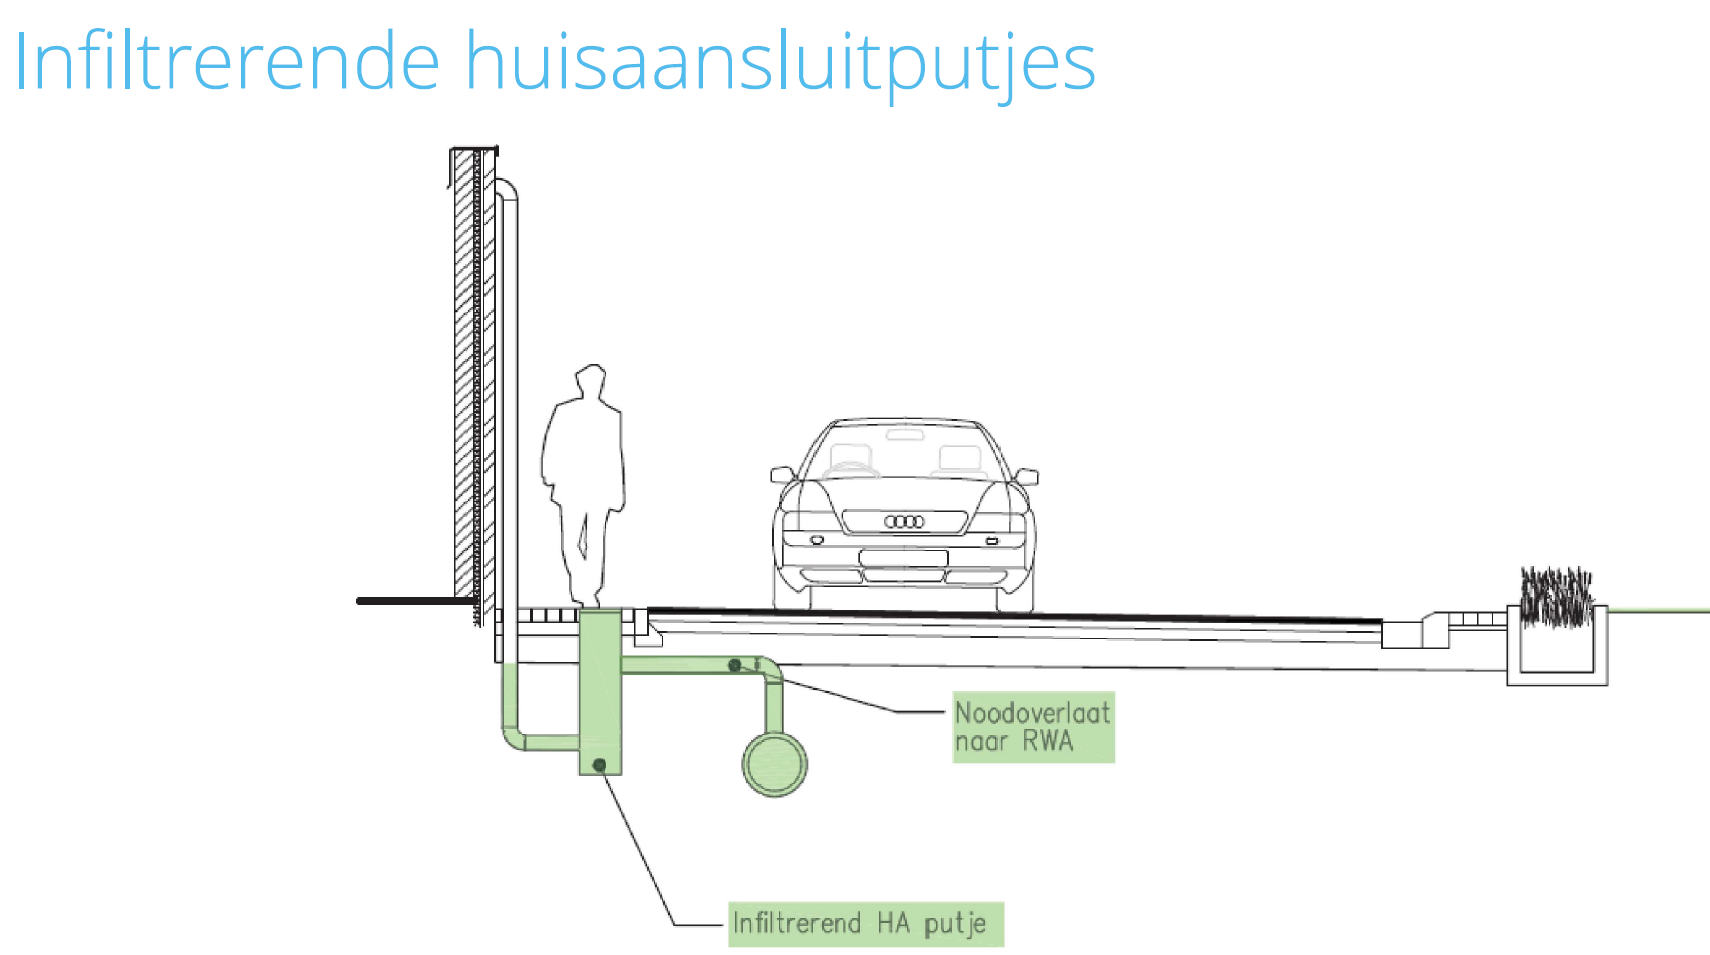 Infiltrerende huisaansluitputjes
Noodoverlaat
naar RWA
Infiltrerend HA putje